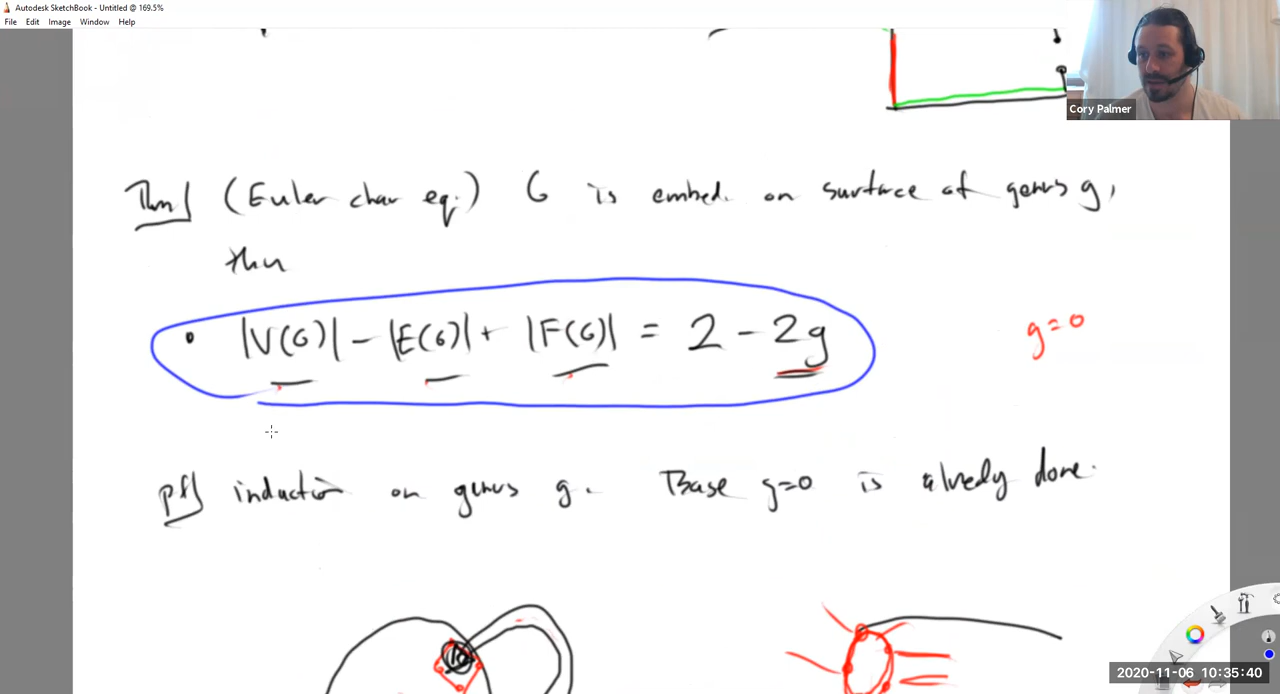 Autodesk SketchBook - Untitled @ 169.5%
File Edit Image Window Help
Cory Palmer
Thm (Euler char eq.) G is embed. on surface of genus g,
then
• |V(G)| - |E(G)| + |F(G)| = 2 - 2g
g=0
Pf) induction on genus g. Base g=0 is already done.
2020-11-06 10:35:40